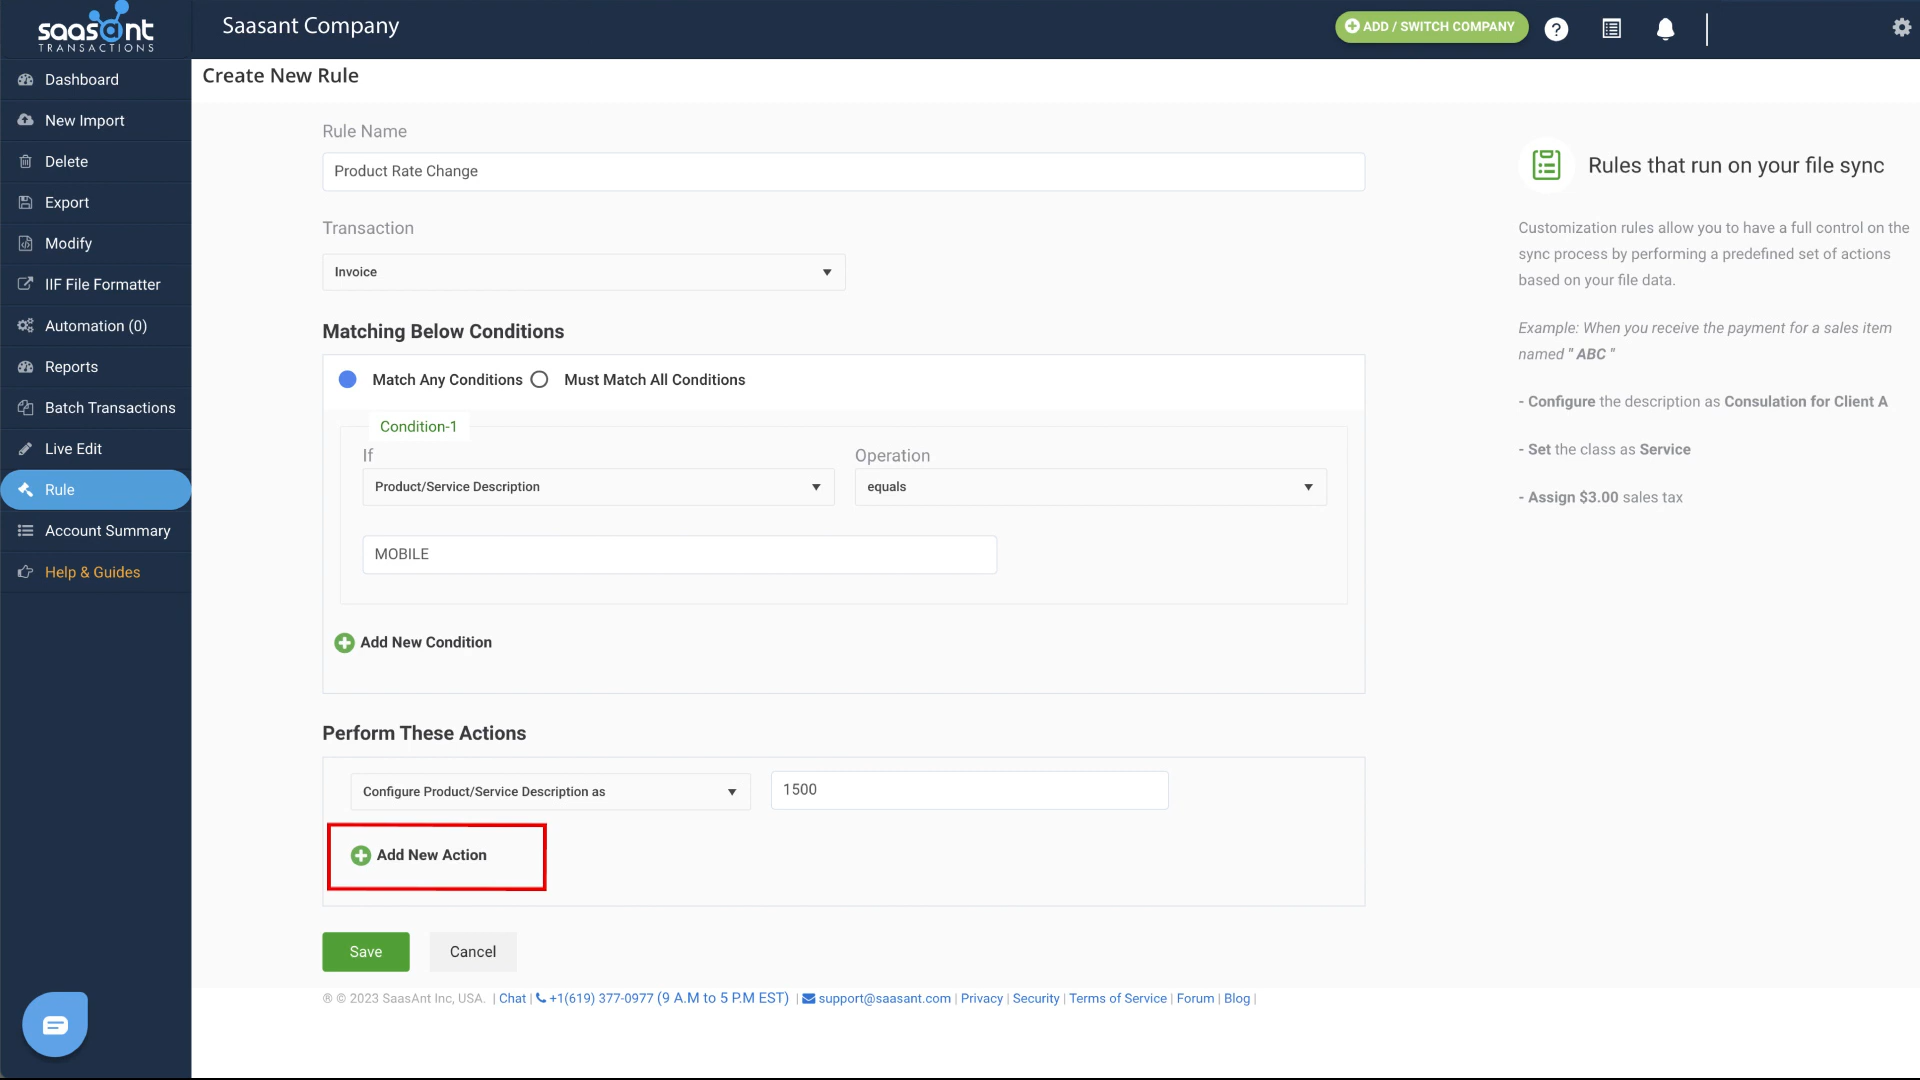 saasant
TRANSACTIONS
Saasant Company
ADD / SWITCH COMPANY
?
Dashboard
New Import
Delete
Export
Modify
IIF File Formatter
Automation (0)
Reports
Batch Transactions
Live Edit
Rule
Account Summary
Help & Guides
Create New Rule
Rule Name
Product Rate Change
Transaction
Invoice
Matching Below Conditions
Match Any Conditions Must Match All Conditions
Condition-1
If Operation
Product/Service Description equals
MOBILE
Add New Condition
Perform These Actions
Configure Product/Service Description as 1500
Add New Action
Save Cancel
Rules that run on your file sync
Customization rules allow you to have a full control on the
sync process by performing a predefined set of actions
based on your file data.
Example: When you receive the payment for a sales item
named " ABC "
- Configure the description as Consulation for Client A
- Set the class as Service
- Assign $3.00 sales tax
® © 2023 SaasAnt Inc, USA. | Chat | +1(619) 377-0977 (9 A.M to 5 P.M EST) | support@saasant.com | Privacy | Security | Terms of Service | Forum | Blog |